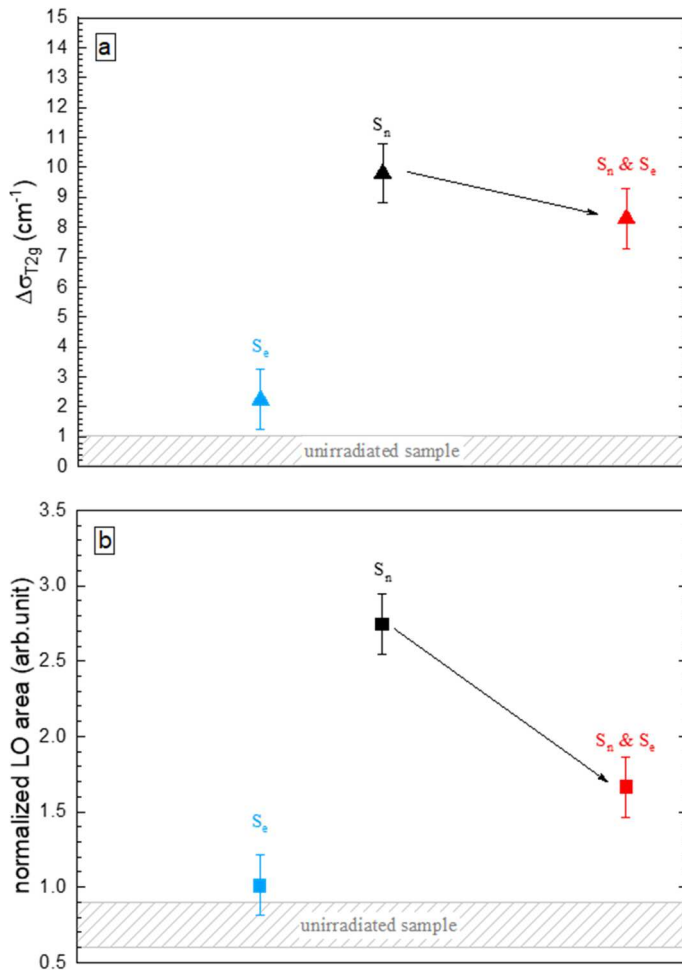 15
a
14
13
12
11
10
9
8
7
6
5
4
3
2
1
0
Δσ_T2g (cm⁻¹)
Sₙ
Sₙ & Sₑ
Sₑ
unirradiated sample
3.5
b
3.0
2.5
2.0
1.5
1.0
0.5
normalized LO area (arb.unit)
Sₙ
Sₙ & Sₑ
Sₑ
unirradiated sample